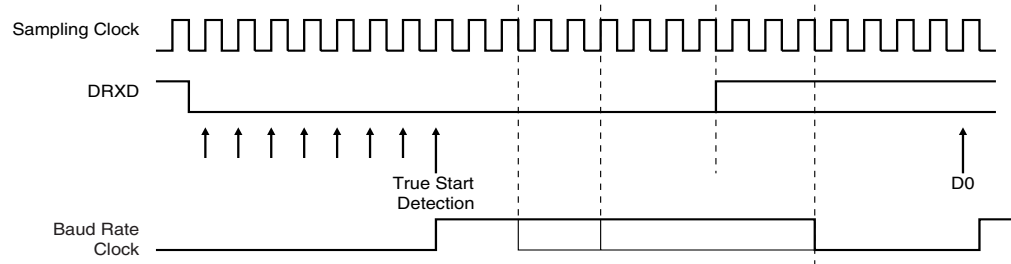 Sampling Clock
DRXD
True Start
Detection
D0
Baud Rate
Clock